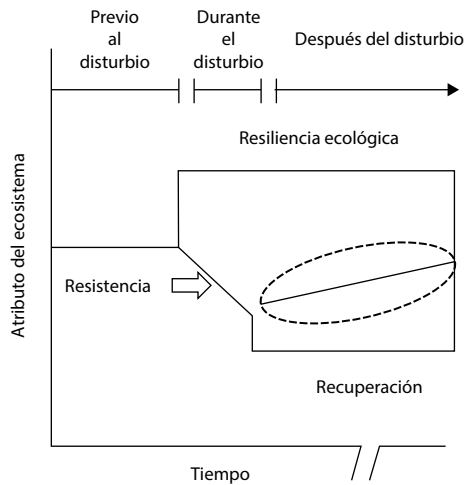 Previo
al
disturbio
Durante
el
disturbio
Después del disturbio
Resiliencia ecológica
Atributo del ecosistema
Resistencia
Recuperación
Tiempo